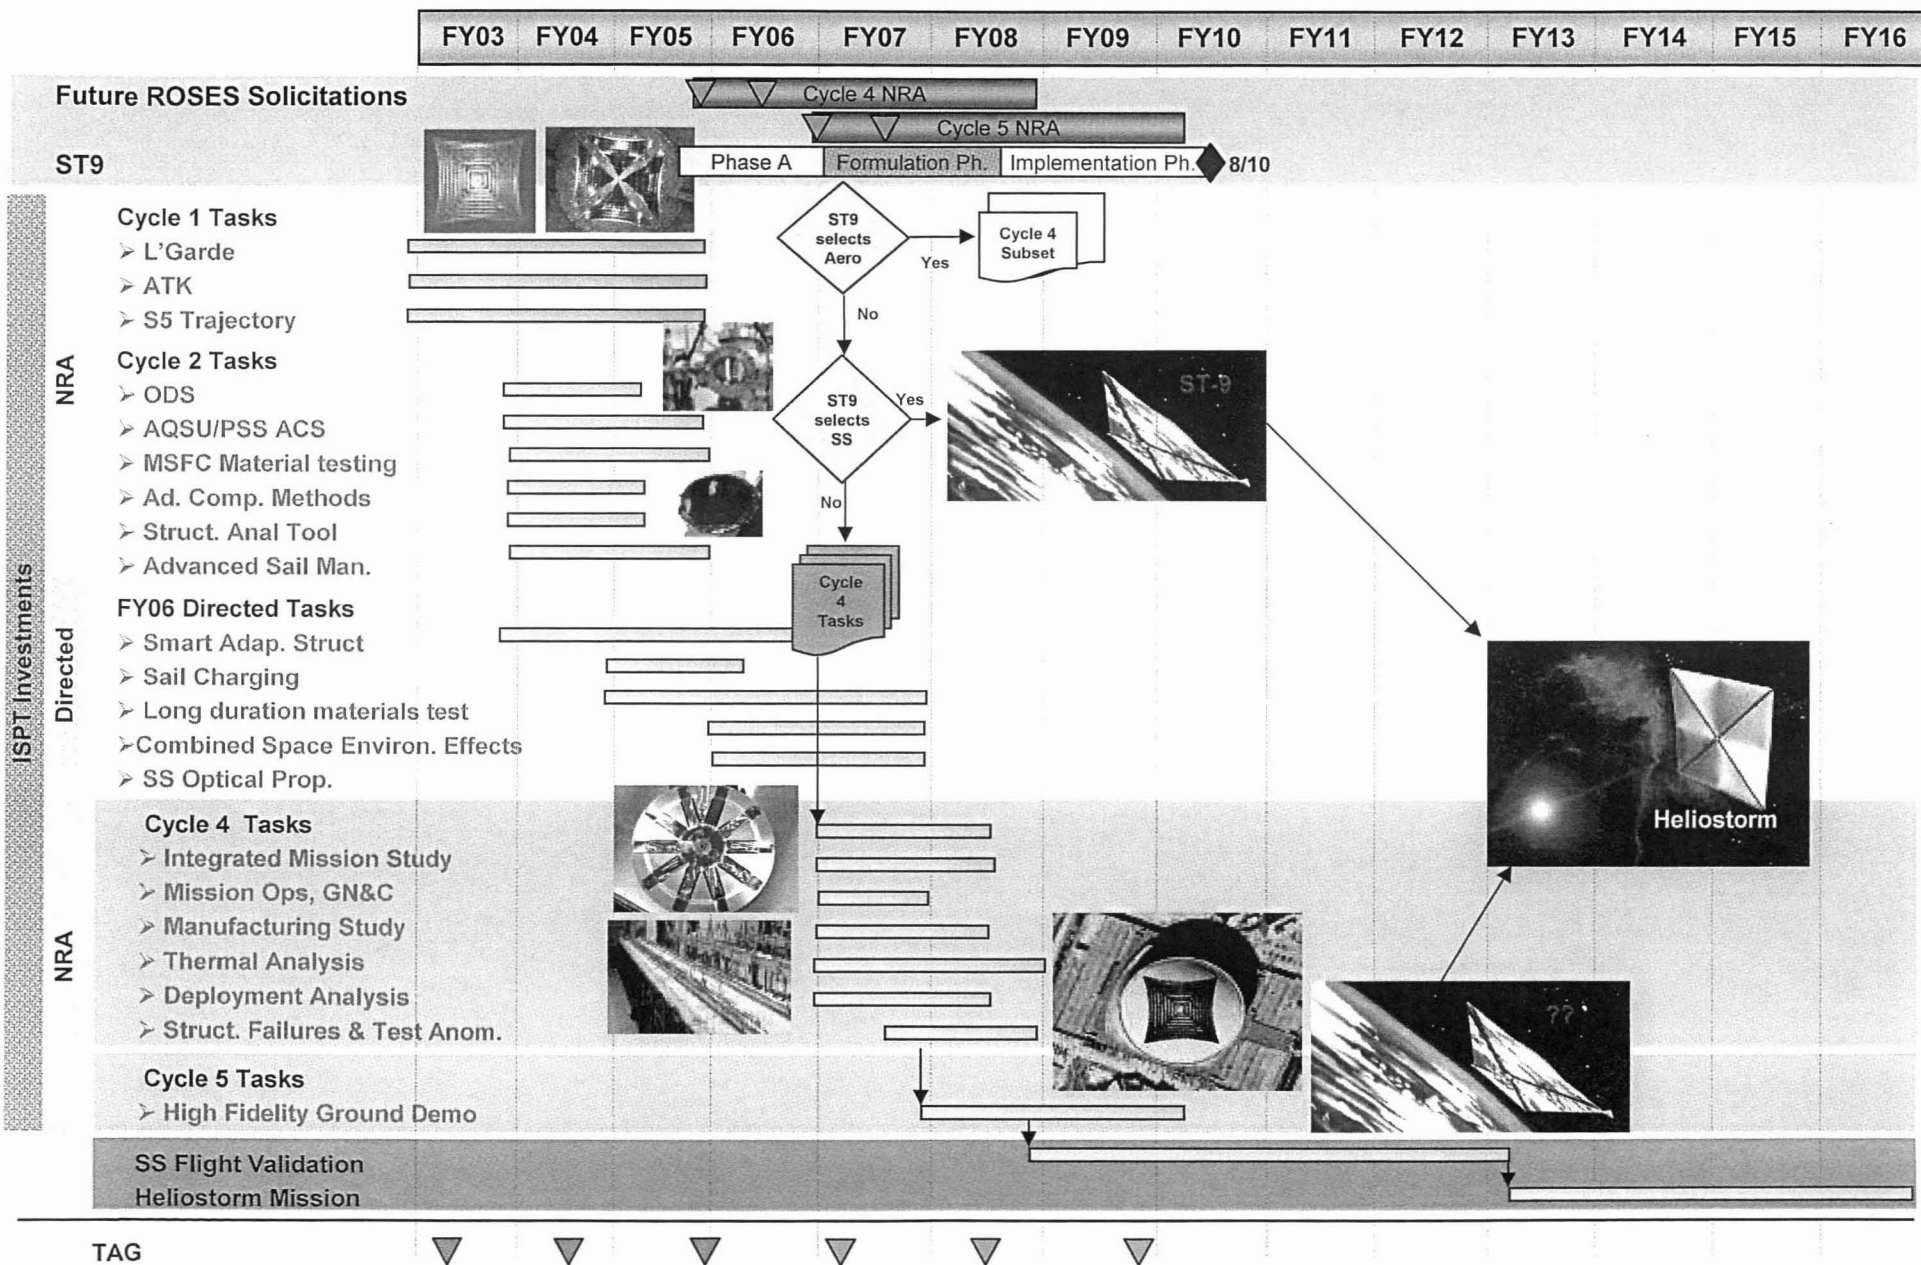 FY03 FY04 FY05 FY06 FY07 FY08 FY09 FY10 FY11 FY12 FY13 FY14 FY15 FY16
Future ROSES Solicitations
Cycle 4 NRA
Cycle 5 NRA
ST9
Phase A
Formulation Ph.
Implementation Ph.
8/10
ISPT Investments
NRA
Cycle 1 Tasks
➢ L'Garde
➢ ATK
➢ S5 Trajectory
Cycle 2 Tasks
➢ ODS
➢ AQSU/PSS ACS
➢ MSFC Material testing
➢ Ad. Comp. Methods
➢ Struct. Anal Tool
➢ Advanced Sail Man.
ST9
selects
Aero
Yes
Cycle 4
Subset
No
ST9
selects
SS
Yes
ST-9
No
Cycle
4
Tasks
Directed
FY06 Directed Tasks
➢ Smart Adap. Struct
➢ Sail Charging
➢ Long duration materials test
➢Combined Space Environ. Effects
➢ SS Optical Prop.
Heliostorm
NRA
Cycle 4 Tasks
➢ Integrated Mission Study
➢ Mission Ops, GN&C
➢ Manufacturing Study
➢ Thermal Analysis
➢ Deployment Analysis
➢ Struct. Failures & Test Anom.
??
Cycle 5 Tasks
➢ High Fidelity Ground Demo
SS Flight Validation
Heliostorm Mission
TAG